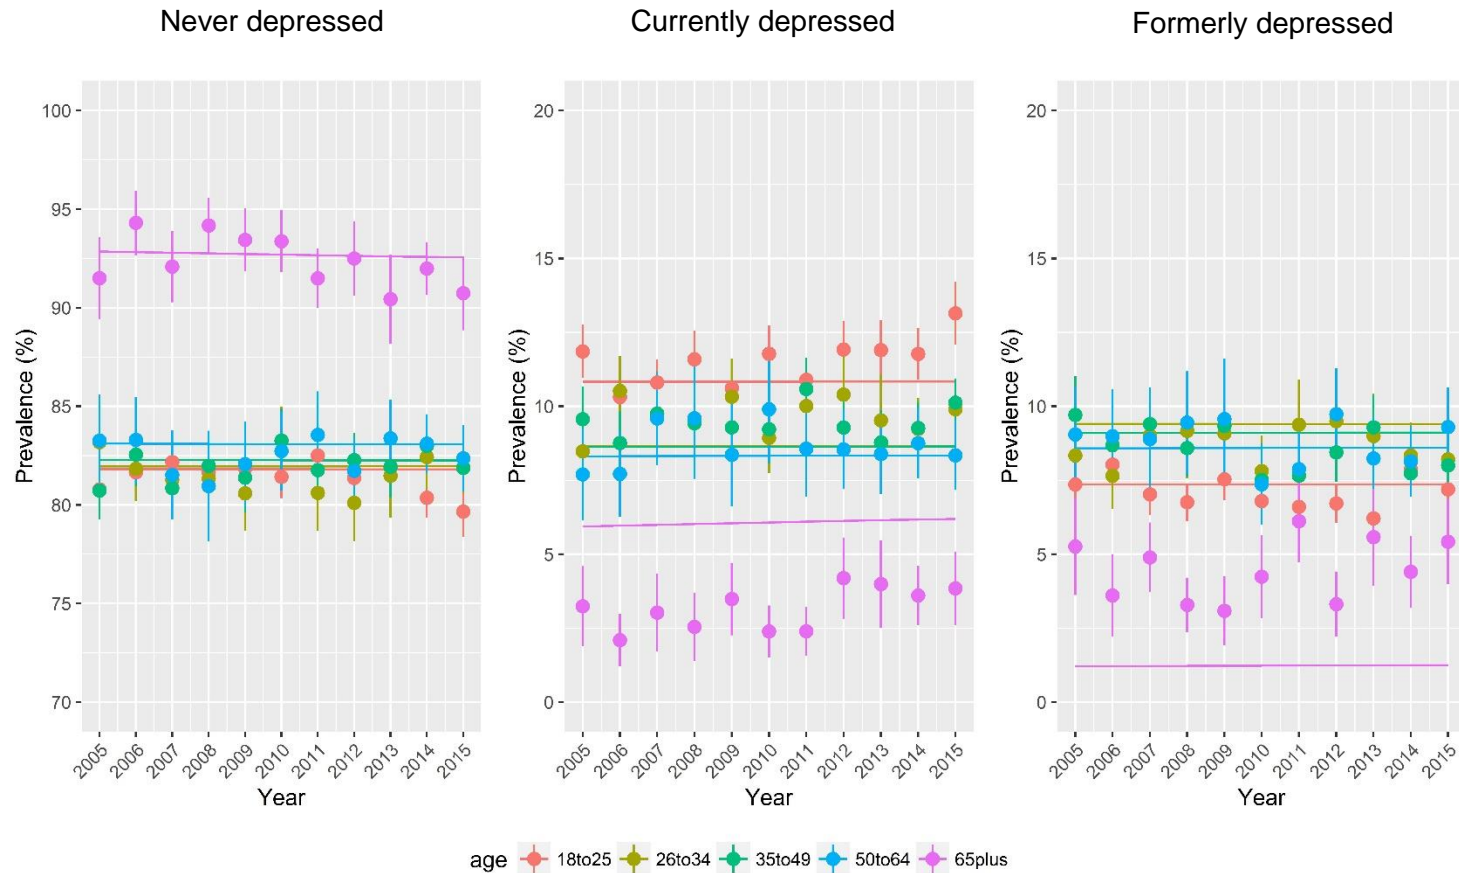 Never depressed
Currently depressed
Formerly depressed
Prevalence (%)
100
95
90
85
80
75
70
2005 2006 2007 2008 2009 2010 2011 2012 2013 2014 2015
Year
Prevalence (%)
20
15
10
5
0
2005 2006 2007 2008 2009 2010 2011 2012 2013 2014 2015
Year
Prevalence (%)
20
15
10
5
0
2005 2006 2007 2008 2009 2010 2011 2012 2013 2014 2015
Year
age 18to25 26to34 35to49 50to64 65plus